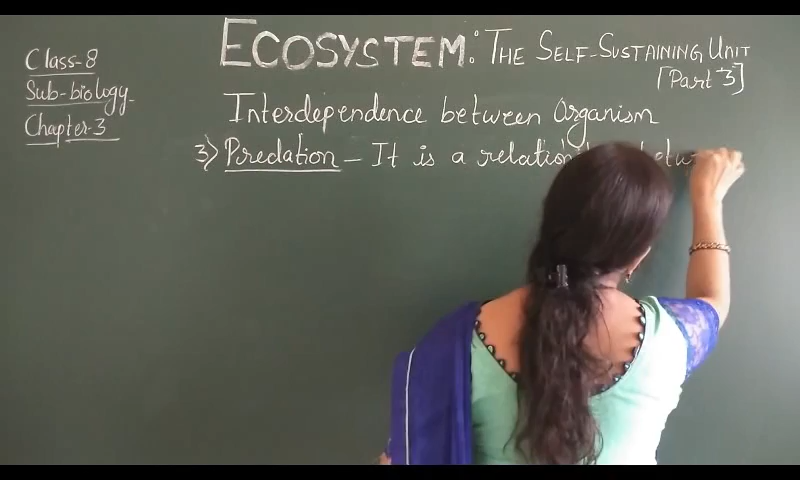 Class-8
Sub-biology
Chapter-3
ECOSYSTEM: THE SELF-SUSTAINING UNIT
[Part 3]
Interdependence between Organism
3) Predation - It is a